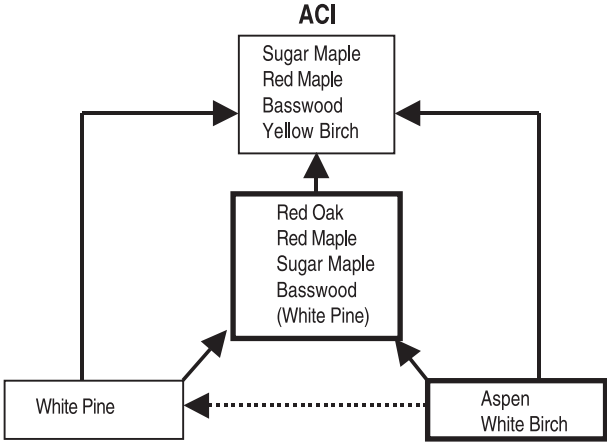 ACI
Sugar Maple
Red Maple
Basswood
Yellow Birch
Red Oak
Red Maple
Sugar Maple
Basswood
(White Pine)
White Pine
Aspen
White Birch